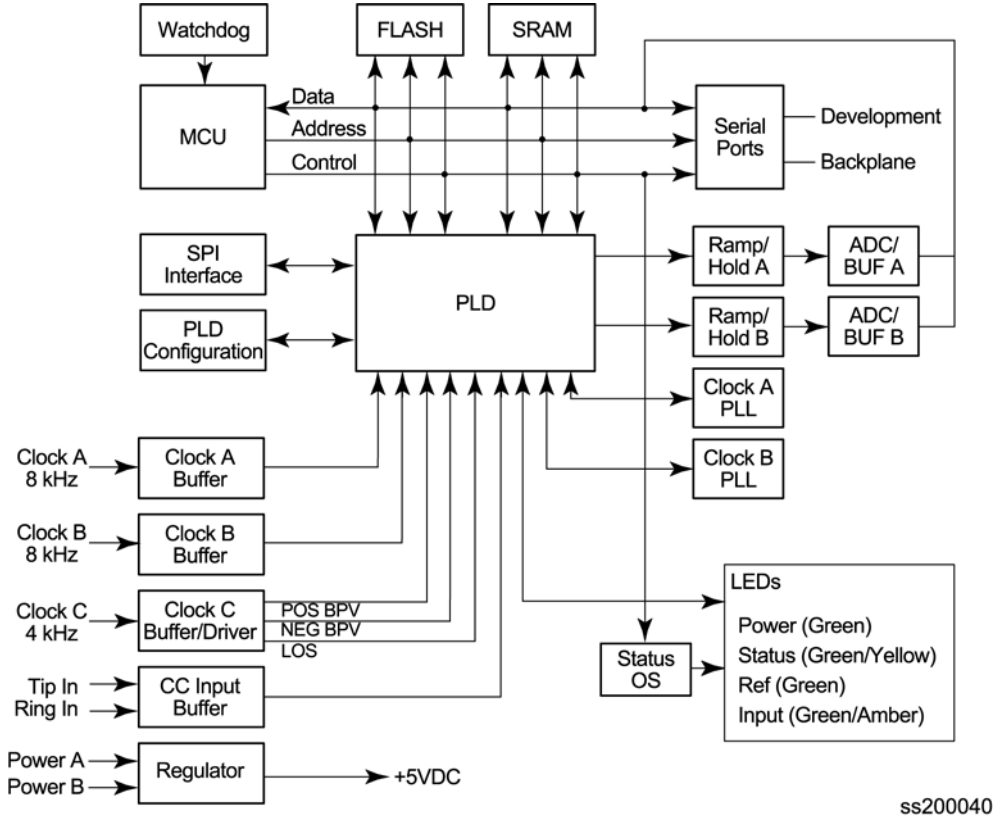 Watchdog
FLASH
SRAM
MCU
Data
Address
Control
Serial
Ports
Development
Backplane
SPI
Interface
PLD
Configuration
PLD
Ramp/
Hold A
ADC/
BUF A
Ramp/
Hold B
ADC/
BUF B
Clock A
PLL
Clock B
PLL
Clock A
8 kHz
Clock A
Buffer
Clock B
8 kHz
Clock B
Buffer
Clock C
4 kHz
Clock C
Buffer/Driver
POS BPV
NEG BPV
LOS
Tip In
Ring In
CC Input
Buffer
Power A
Power B
Regulator
+5VDC
Status
OS
LEDs
Power (Green)
Status (Green/Yellow)
Ref (Green)
Input (Green/Amber)
ss200040